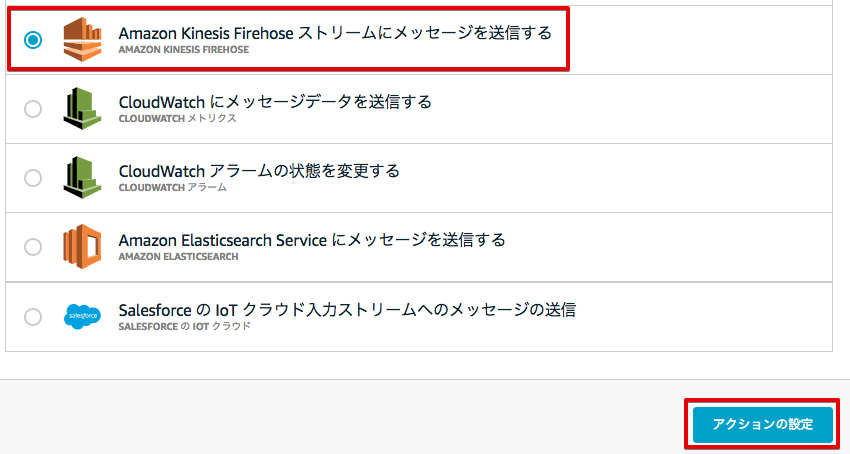 Amazon Kinesis Firehose ストリームにメッセージを送信する
AMAZON KINESIS FIREHOSE
CloudWatch にメッセージデータを送信する
CLOUDWATCH メトリクス
CloudWatch アラームの状態を変更する
CLOUDWATCH アラーム
Amazon Elasticsearch Service にメッセージを送信する
AMAZON ELASTICSEARCH
salesforce
Salesforce の IoT クラウド入力ストリームへのメッセージの送信
SALESFORCE の IOT クラウド
アクションの設定